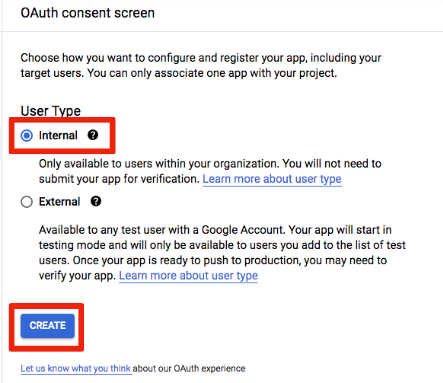 OAuth consent screen
Choose how you want to configure and register your app, including your
target users. You can only associate one app with your project.
User Type
Internal ?
Only available to users within your organization. You will not need to
submit your app for verification. Learn more about user type
External ?
Available to any test user with a Google Account. Your app will start in
testing mode and will only be available to users you add to the list of test
users. Once your app is ready to push to production, you may need to
verify your app. Learn more about user type
CREATE
Let us know what you think about our OAuth experience